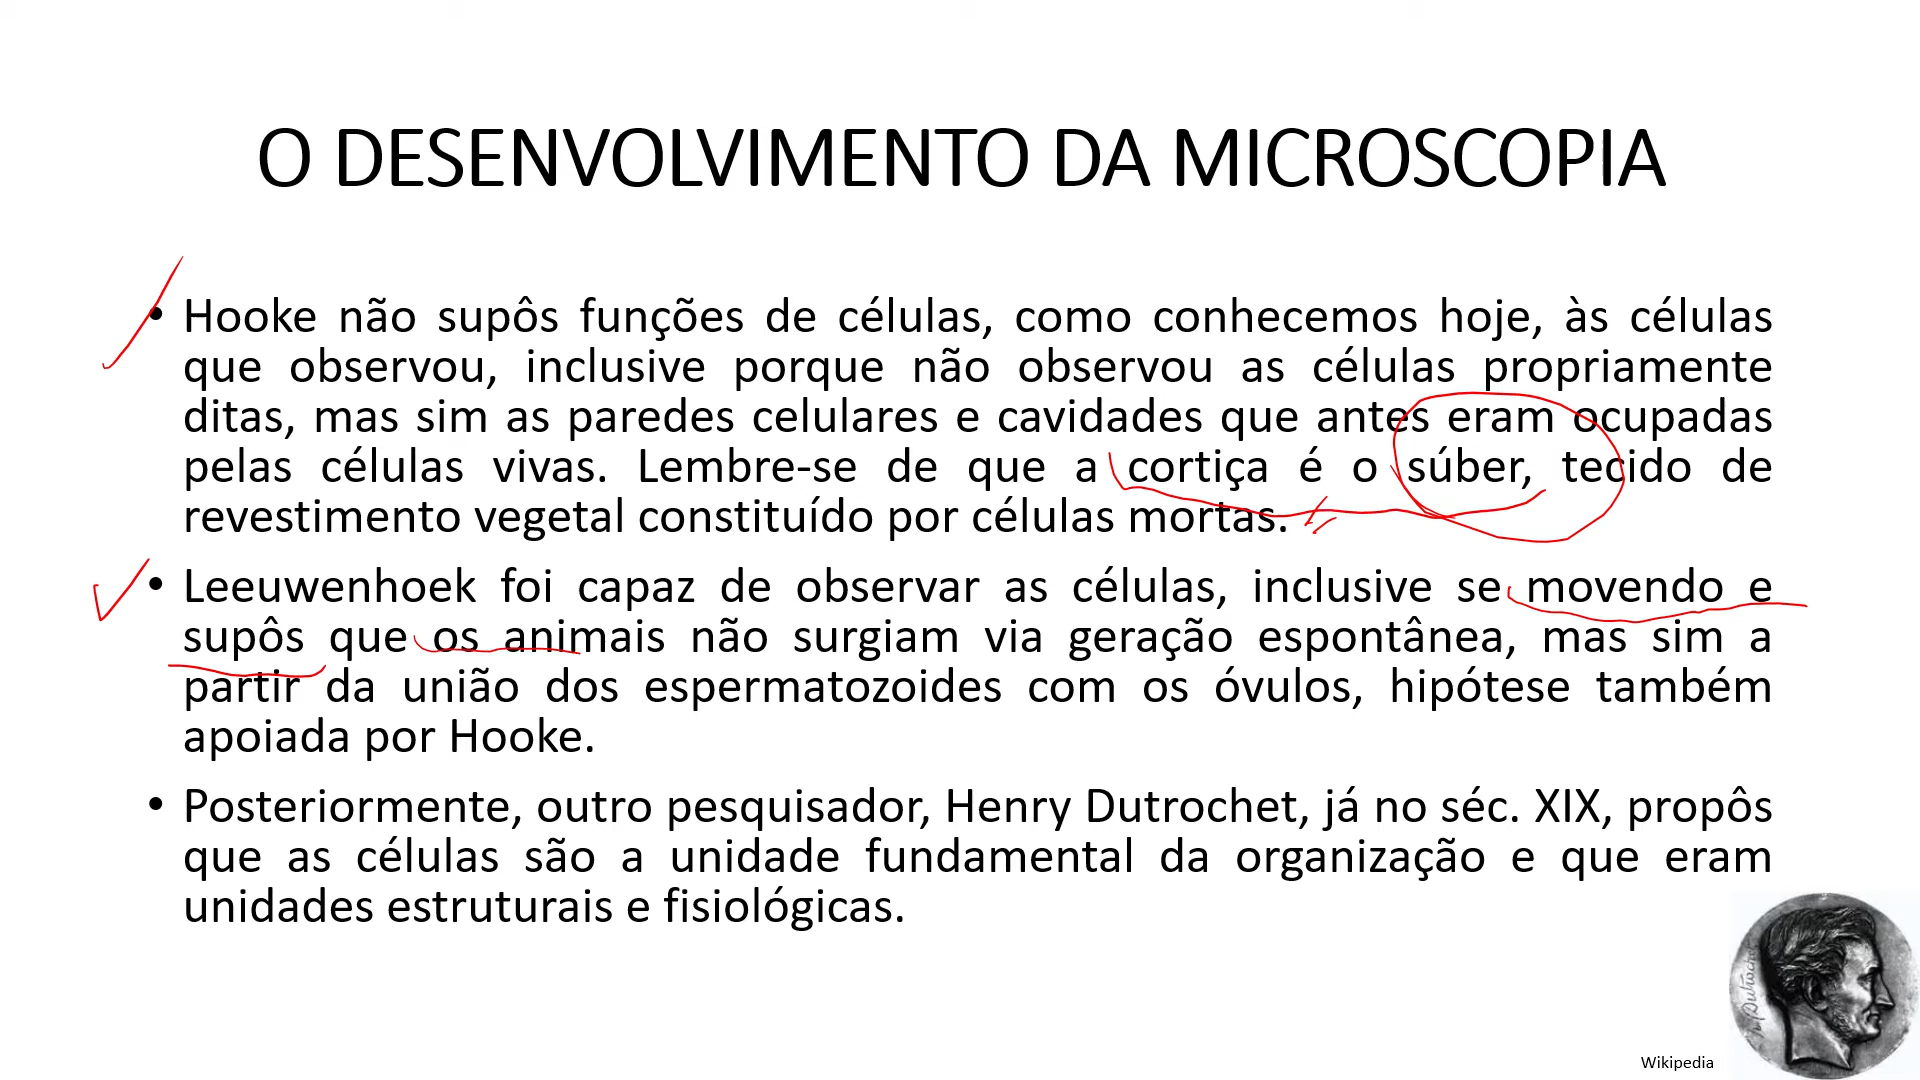 O DESENVOLVIMENTO DA MICROSCOPIA
• Hooke não supôs funções de células, como conhecemos hoje, às células
que observou, inclusive porque não observou as células propriamente
ditas, mas sim as paredes celulares e cavidades que antes eram ocupadas
pelas células vivas. Lembre-se de que a cortiça é o súber, tecido de
revestimento vegetal constituído por células mortas.
• Leeuwenhoek foi capaz de observar as células, inclusive se movendo e
supôs que os animais não surgiam via geração espontânea, mas sim a
partir da união dos espermatozoides com os óvulos, hipótese também
apoiada por Hooke.
• Posteriormente, outro pesquisador, Henry Dutrochet, já no séc. XIX, propôs
que as células são a unidade fundamental da organização e que eram
unidades estruturais e fisiológicas.
Dutrochet
Wikipedia